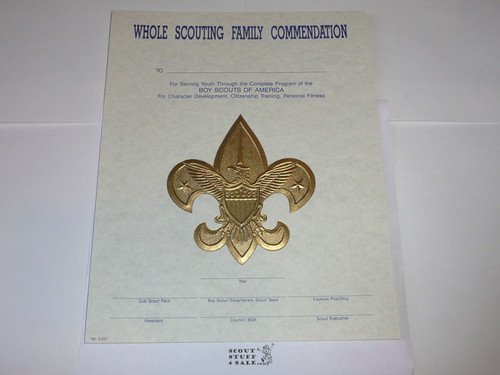 WHOLE SCOUTING FAMILY COMMENDATION
TO
For Serving Youth Through the Complete Program of the
BOY SCOUTS OF AMERICA
For Character Development, Citizenship Training, Personal Fitness
Year
Cub Scout Pack Boy Scout Troop/Varsity Scout Team Explorer Post/Ship
President Council, BSA Scout Executive
SCOUT
STUFF
4 SALE